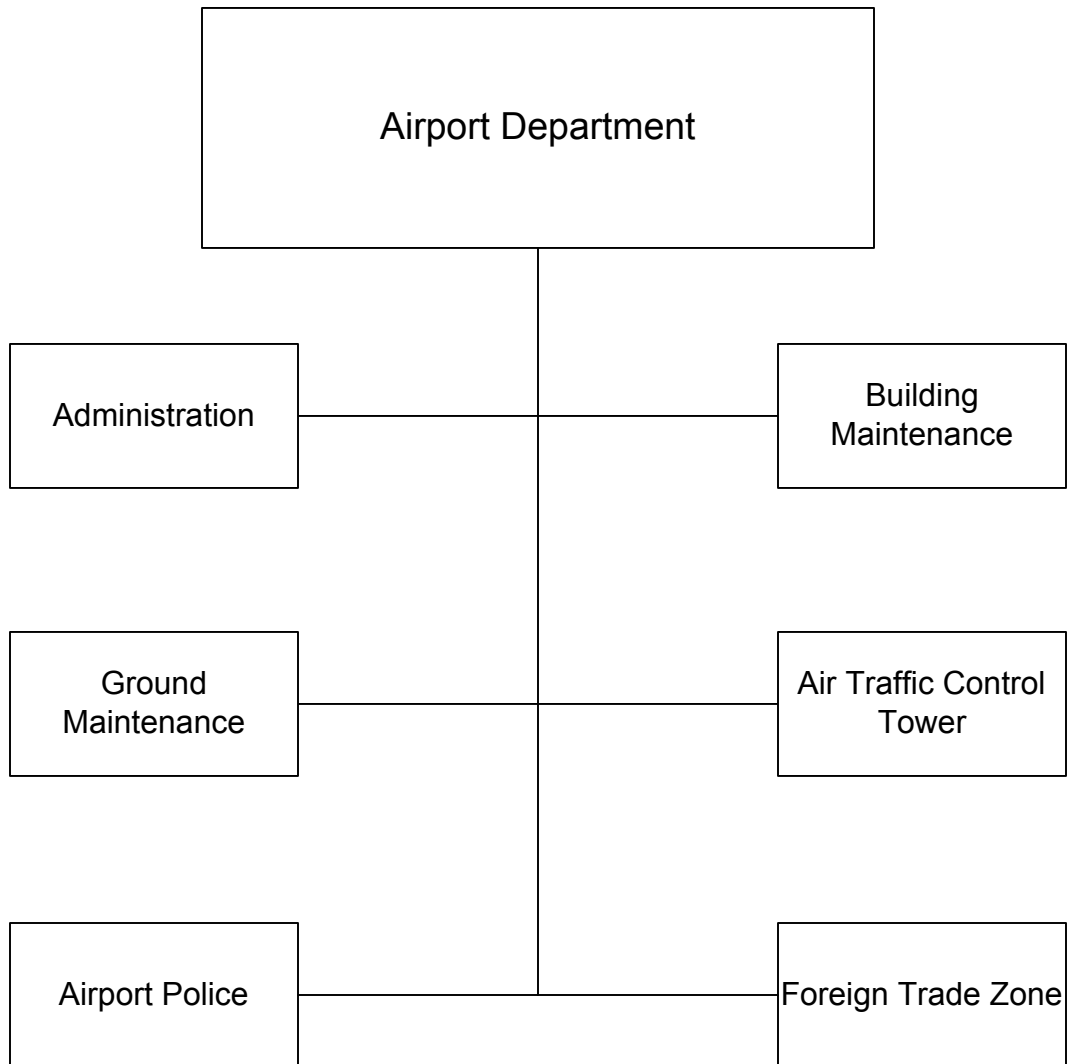 Airport Department
Administration
Building
Maintenance
Ground
Maintenance
Air Traffic Control
Tower
Airport Police
Foreign Trade Zone